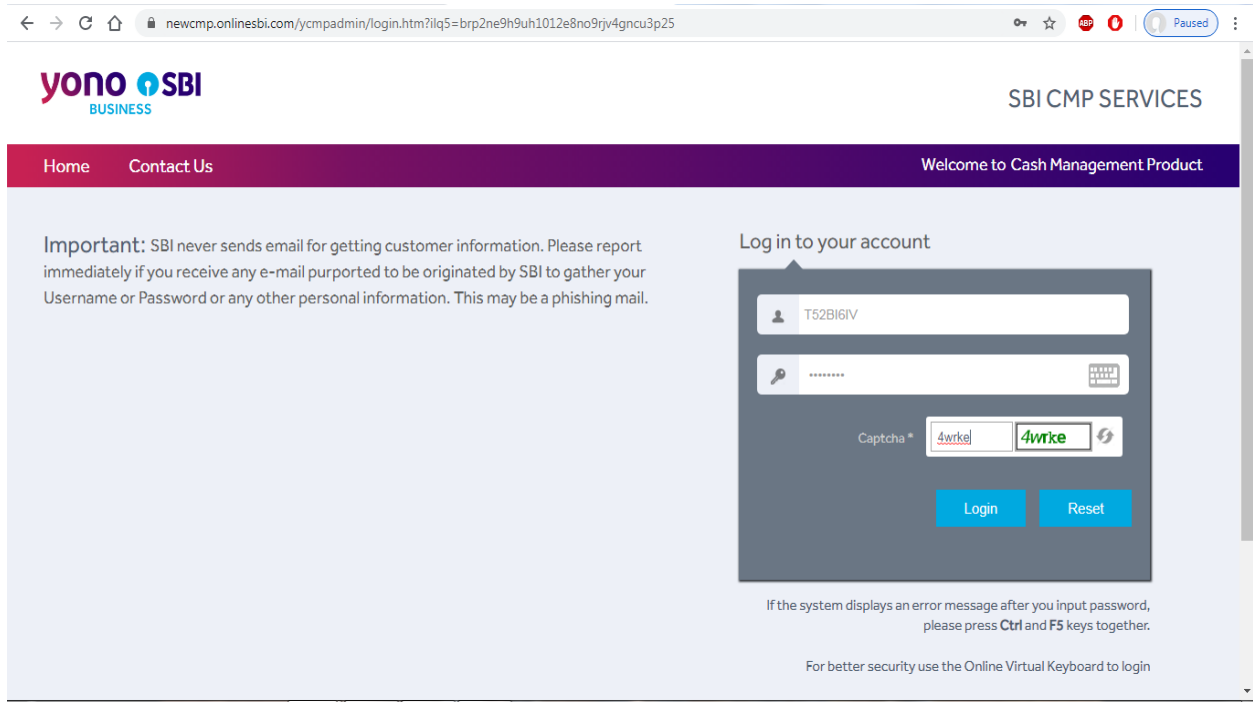 newcmp.onlinesbi.com/ycmpadmin/login.htm?ilq5=brp2ne9h9uh1012e8no9rjv4gncu3p25
ABP
Paused
yono SBI
BUSINESS
SBI CMP SERVICES
Home Contact Us Welcome to Cash Management Product
Important: SBI never sends email for getting customer information. Please report
immediately if you receive any e-mail purported to be originated by SBI to gather your
Username or Password or any other personal information. This may be a phishing mail.
Log in to your account
T52BI6IV
••••••••
Captcha * 4wrke 4wrke
Login Reset
If the system displays an error message after you input password,
please press Ctrl and F5 keys together.
For better security use the Online Virtual Keyboard to login